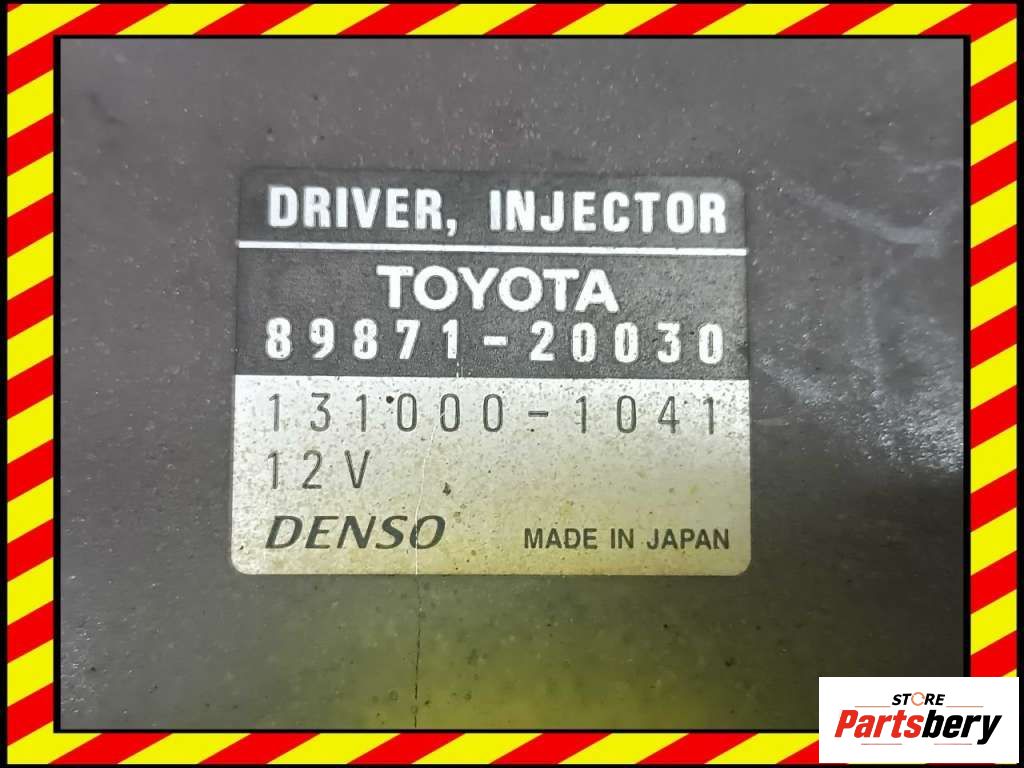 DRIVER, INJECTOR
TOYOTA
89871-20030
131000-1041
12V
DENSO MADE IN JAPAN
STORE
Partsbery